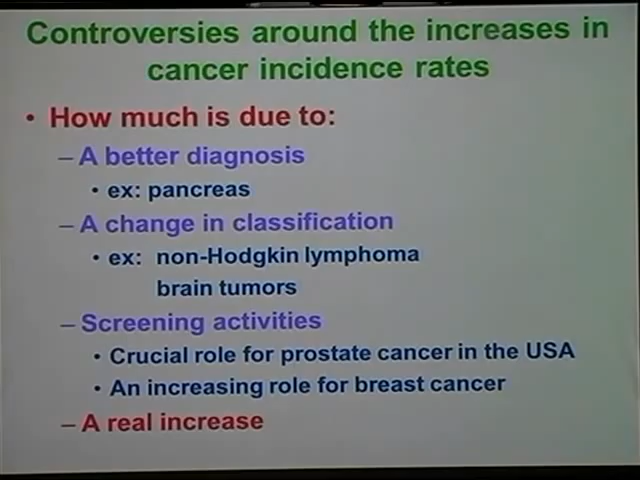 Controversies around the increases in
cancer incidence rates
• How much is due to:
– A better diagnosis
• ex: pancreas
– A change in classification
• ex: non-Hodgkin lymphoma
brain tumors
– Screening activities
• Crucial role for prostate cancer in the USA
• An increasing role for breast cancer
– A real increase